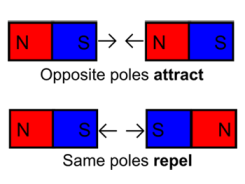 N S N S
Opposite poles attract
N S S N
Same poles repel